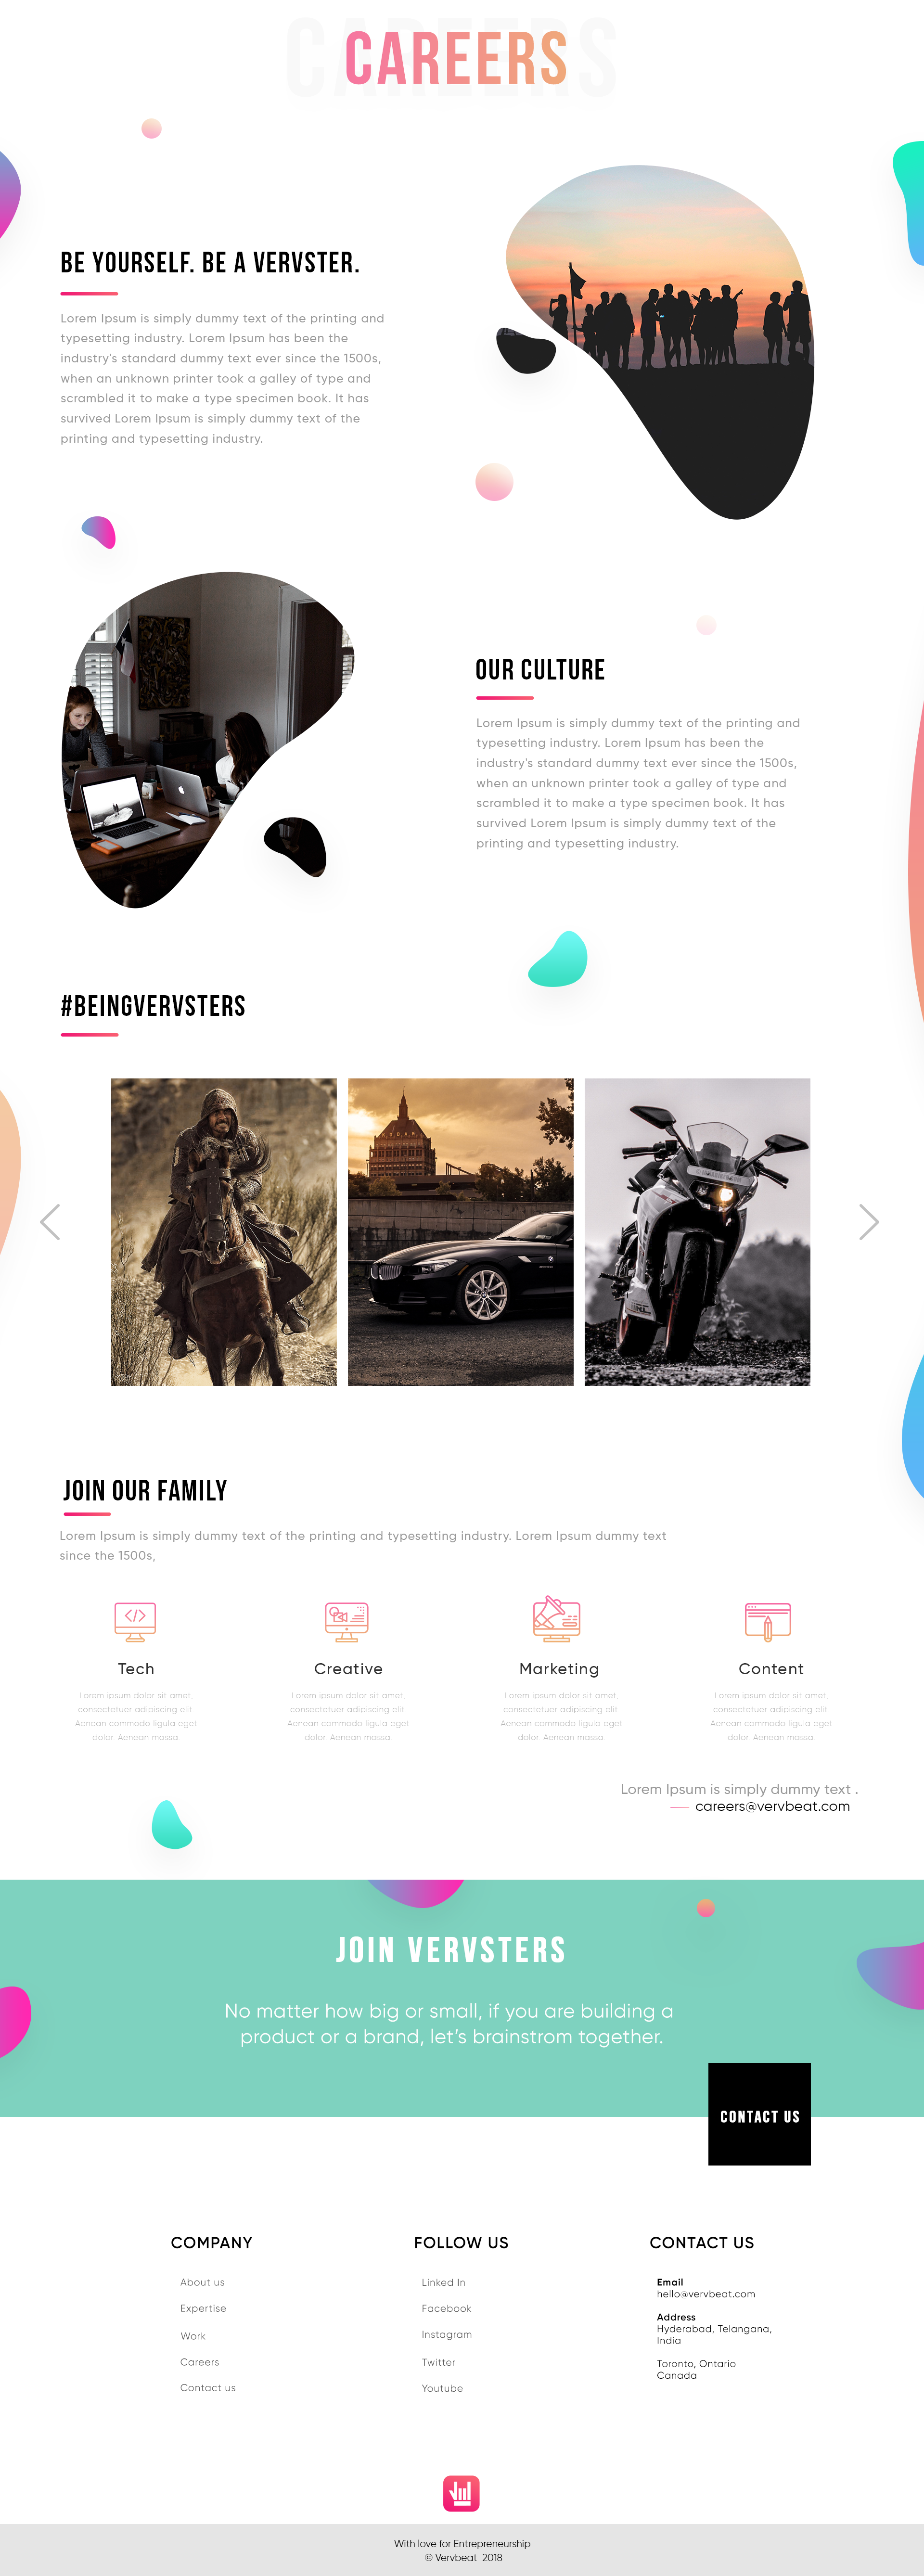 CAREERS
BE YOURSELF. BE A VERVSTER.
Lorem Ipsum is simply dummy text of the printing and
typesetting industry. Lorem Ipsum has been the
industry's standard dummy text ever since the 1500s,
when an unknown printer took a galley of type and
scrambled it to make a type specimen book. It has
survived Lorem Ipsum is simply dummy text of the
printing and typesetting industry.
OUR CULTURE
Lorem Ipsum is simply dummy text of the printing and
typesetting industry. Lorem Ipsum has been the
industry's standard dummy text ever since the 1500s,
when an unknown printer took a galley of type and
scrambled it to make a type specimen book. It has
survived Lorem Ipsum is simply dummy text of the
printing and typesetting industry.
#BEINGVERVSTERS
KODAK
JOIN OUR FAMILY
Lorem Ipsum is simply dummy text of the printing and typesetting industry. Lorem Ipsum dummy text
since the 1500s,
Tech
Lorem ipsum dolor sit amet,
consectetuer adipiscing elit.
Aenean commodo ligula eget
dolor. Aenean massa.
Creative
Lorem ipsum dolor sit amet,
consectetuer adipiscing elit.
Aenean commodo ligula eget
dolor. Aenean massa.
Marketing
Lorem ipsum dolor sit amet,
consectetuer adipiscing elit.
Aenean commodo ligula eget
dolor. Aenean massa.
Content
Lorem ipsum dolor sit amet,
consectetuer adipiscing elit.
Aenean commodo ligula eget
dolor. Aenean massa.
Lorem Ipsum is simply dummy text .
careers@vervbeat.com
JOIN VERVSTERS
No matter how big or small, if you are building a
product or a brand, let's brainstrom together.
CONTACT US
COMPANY
About us
Expertise
Work
Careers
Contact us
FOLLOW US
Linked In
Facebook
Instagram
Twitter
Youtube
CONTACT US
Email
hello@vervbeat.com
Address
Hyderabad, Telangana,
India
Toronto, Ontario
Canada
With love for Entrepreneurship
© Vervbeat 2018